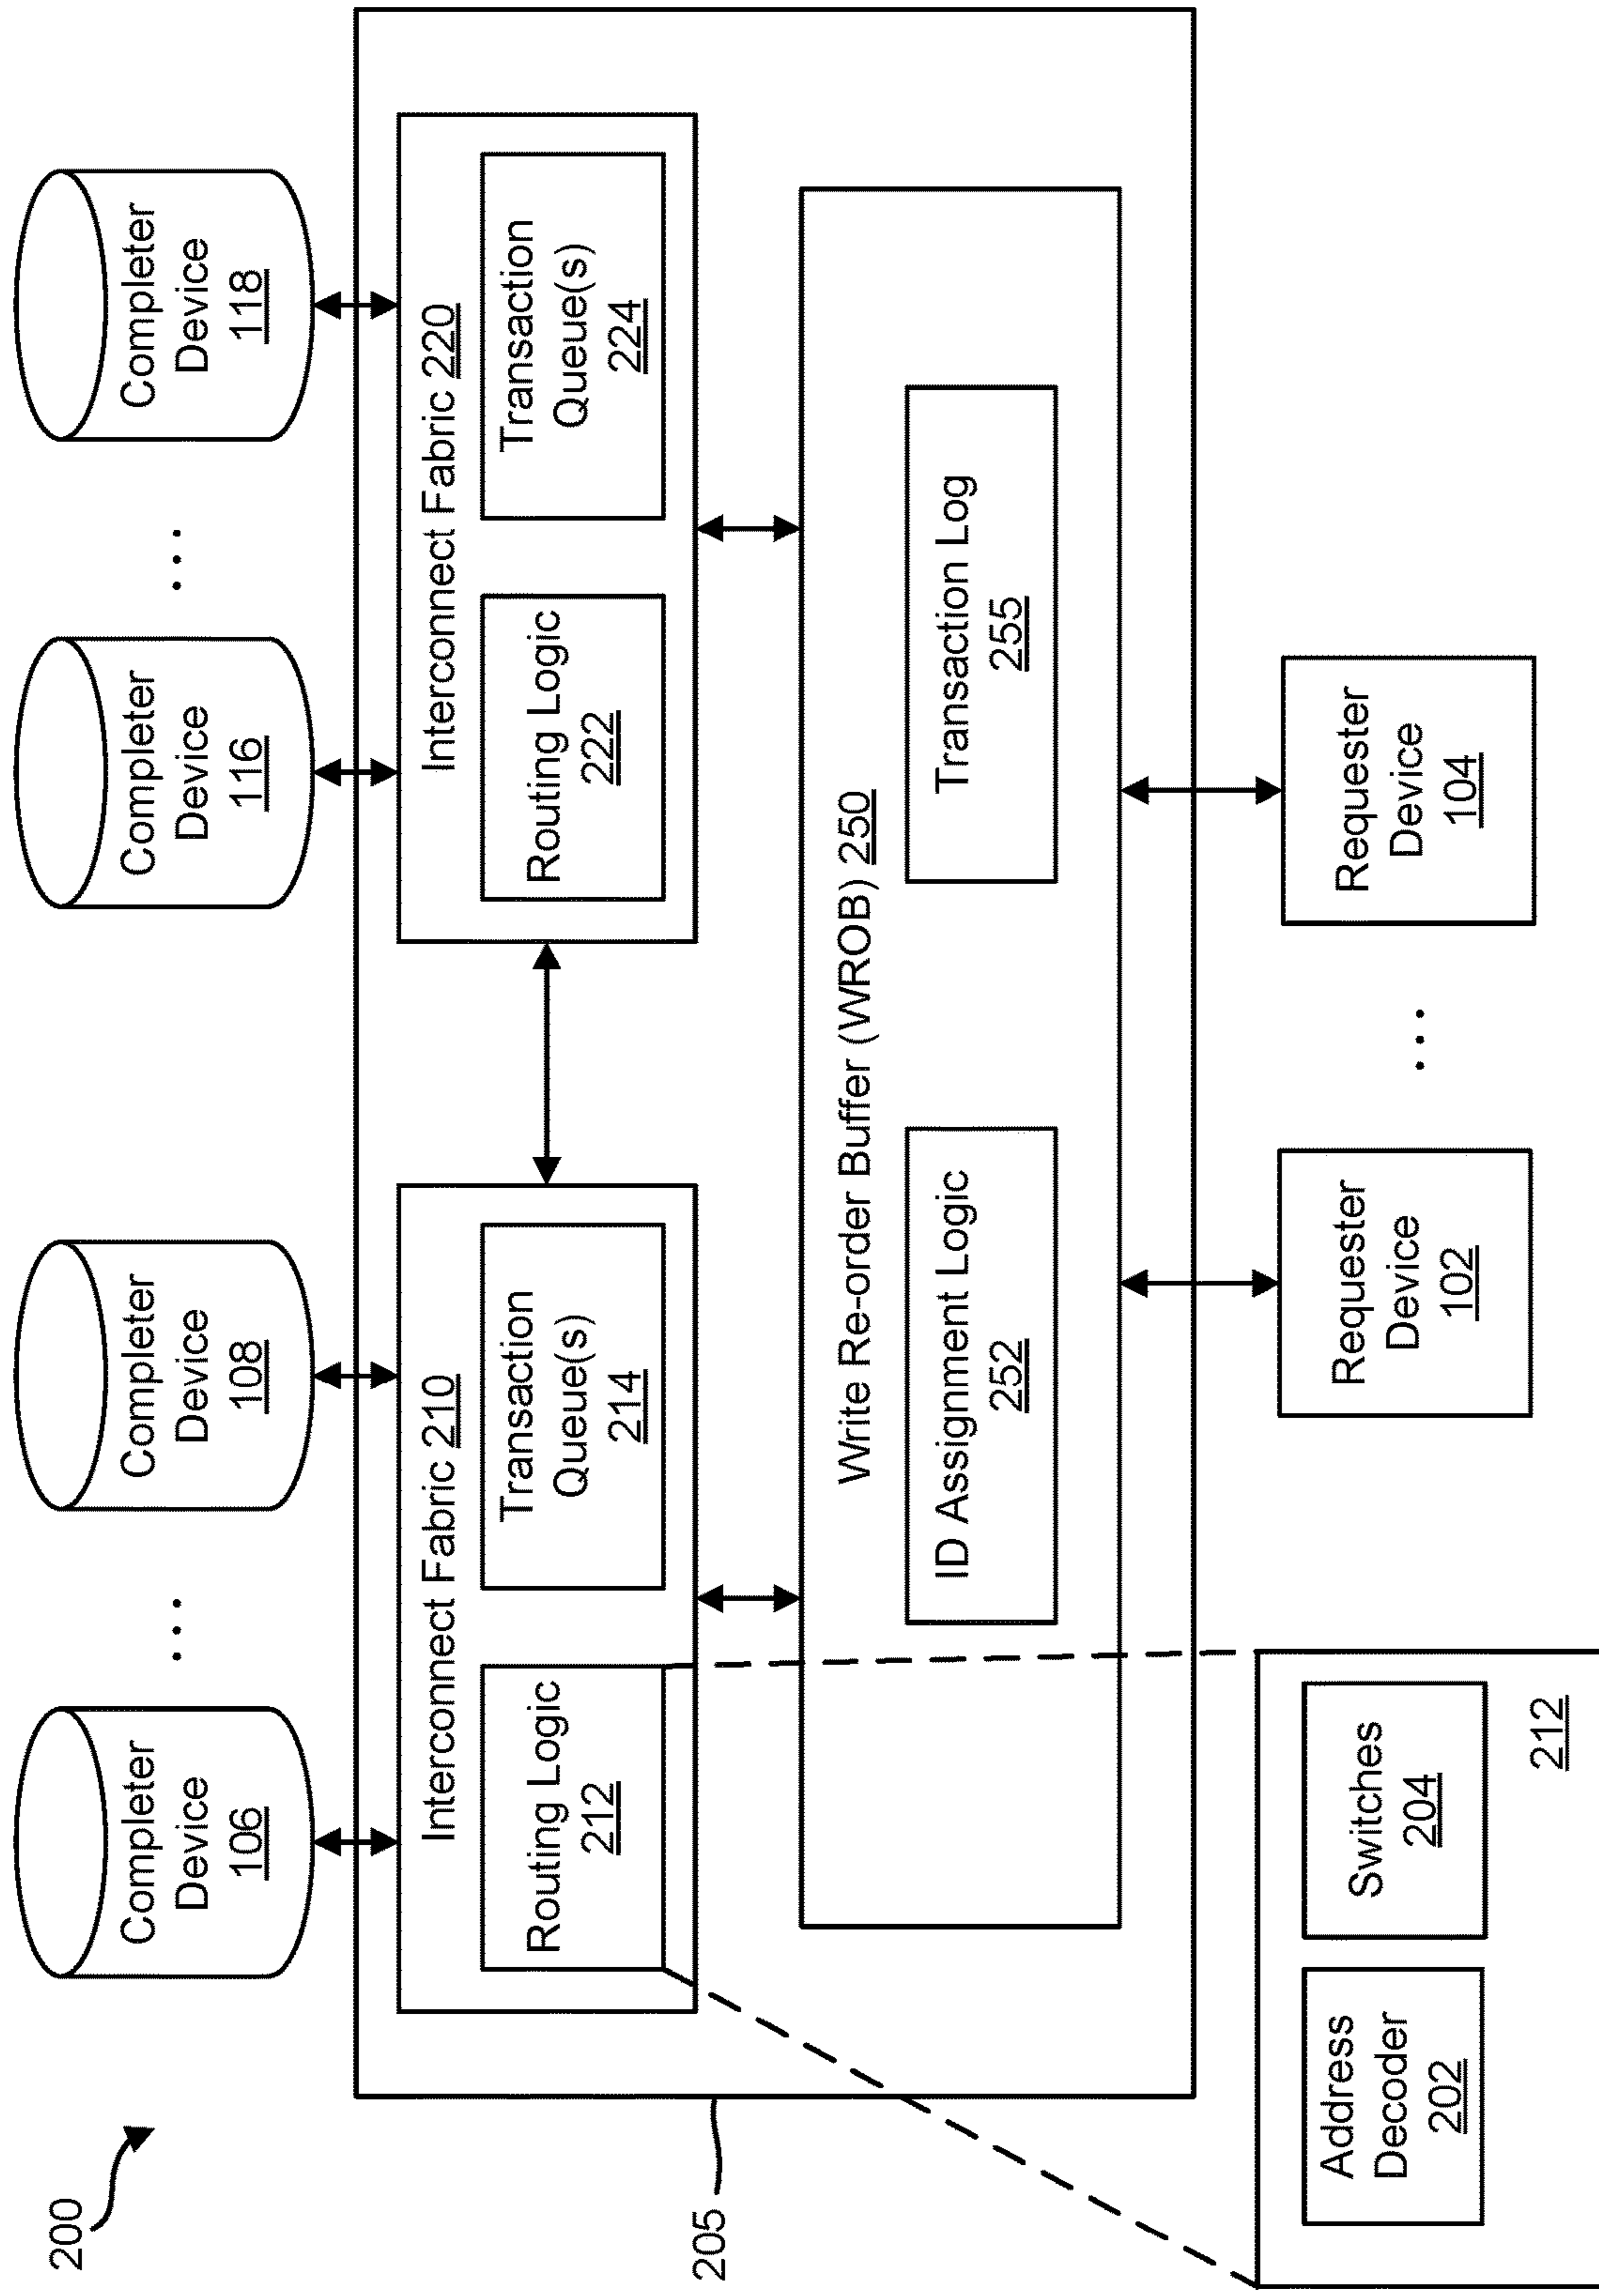 200
Completer
Device
106
...
Completer
Device
108
Completer
Device
116
...
Completer
Device
118
205
Interconnect Fabric 210
Routing Logic
212
Transaction
Queue(s)
214
Interconnect Fabric 220
Routing Logic
222
Transaction
Queue(s)
224
Write Re-order Buffer (WROB) 250
ID Assignment Logic
252
Transaction Log
255
Address
Decoder
202
Switches
204
212
Requester
Device
102
...
Requester
Device
104